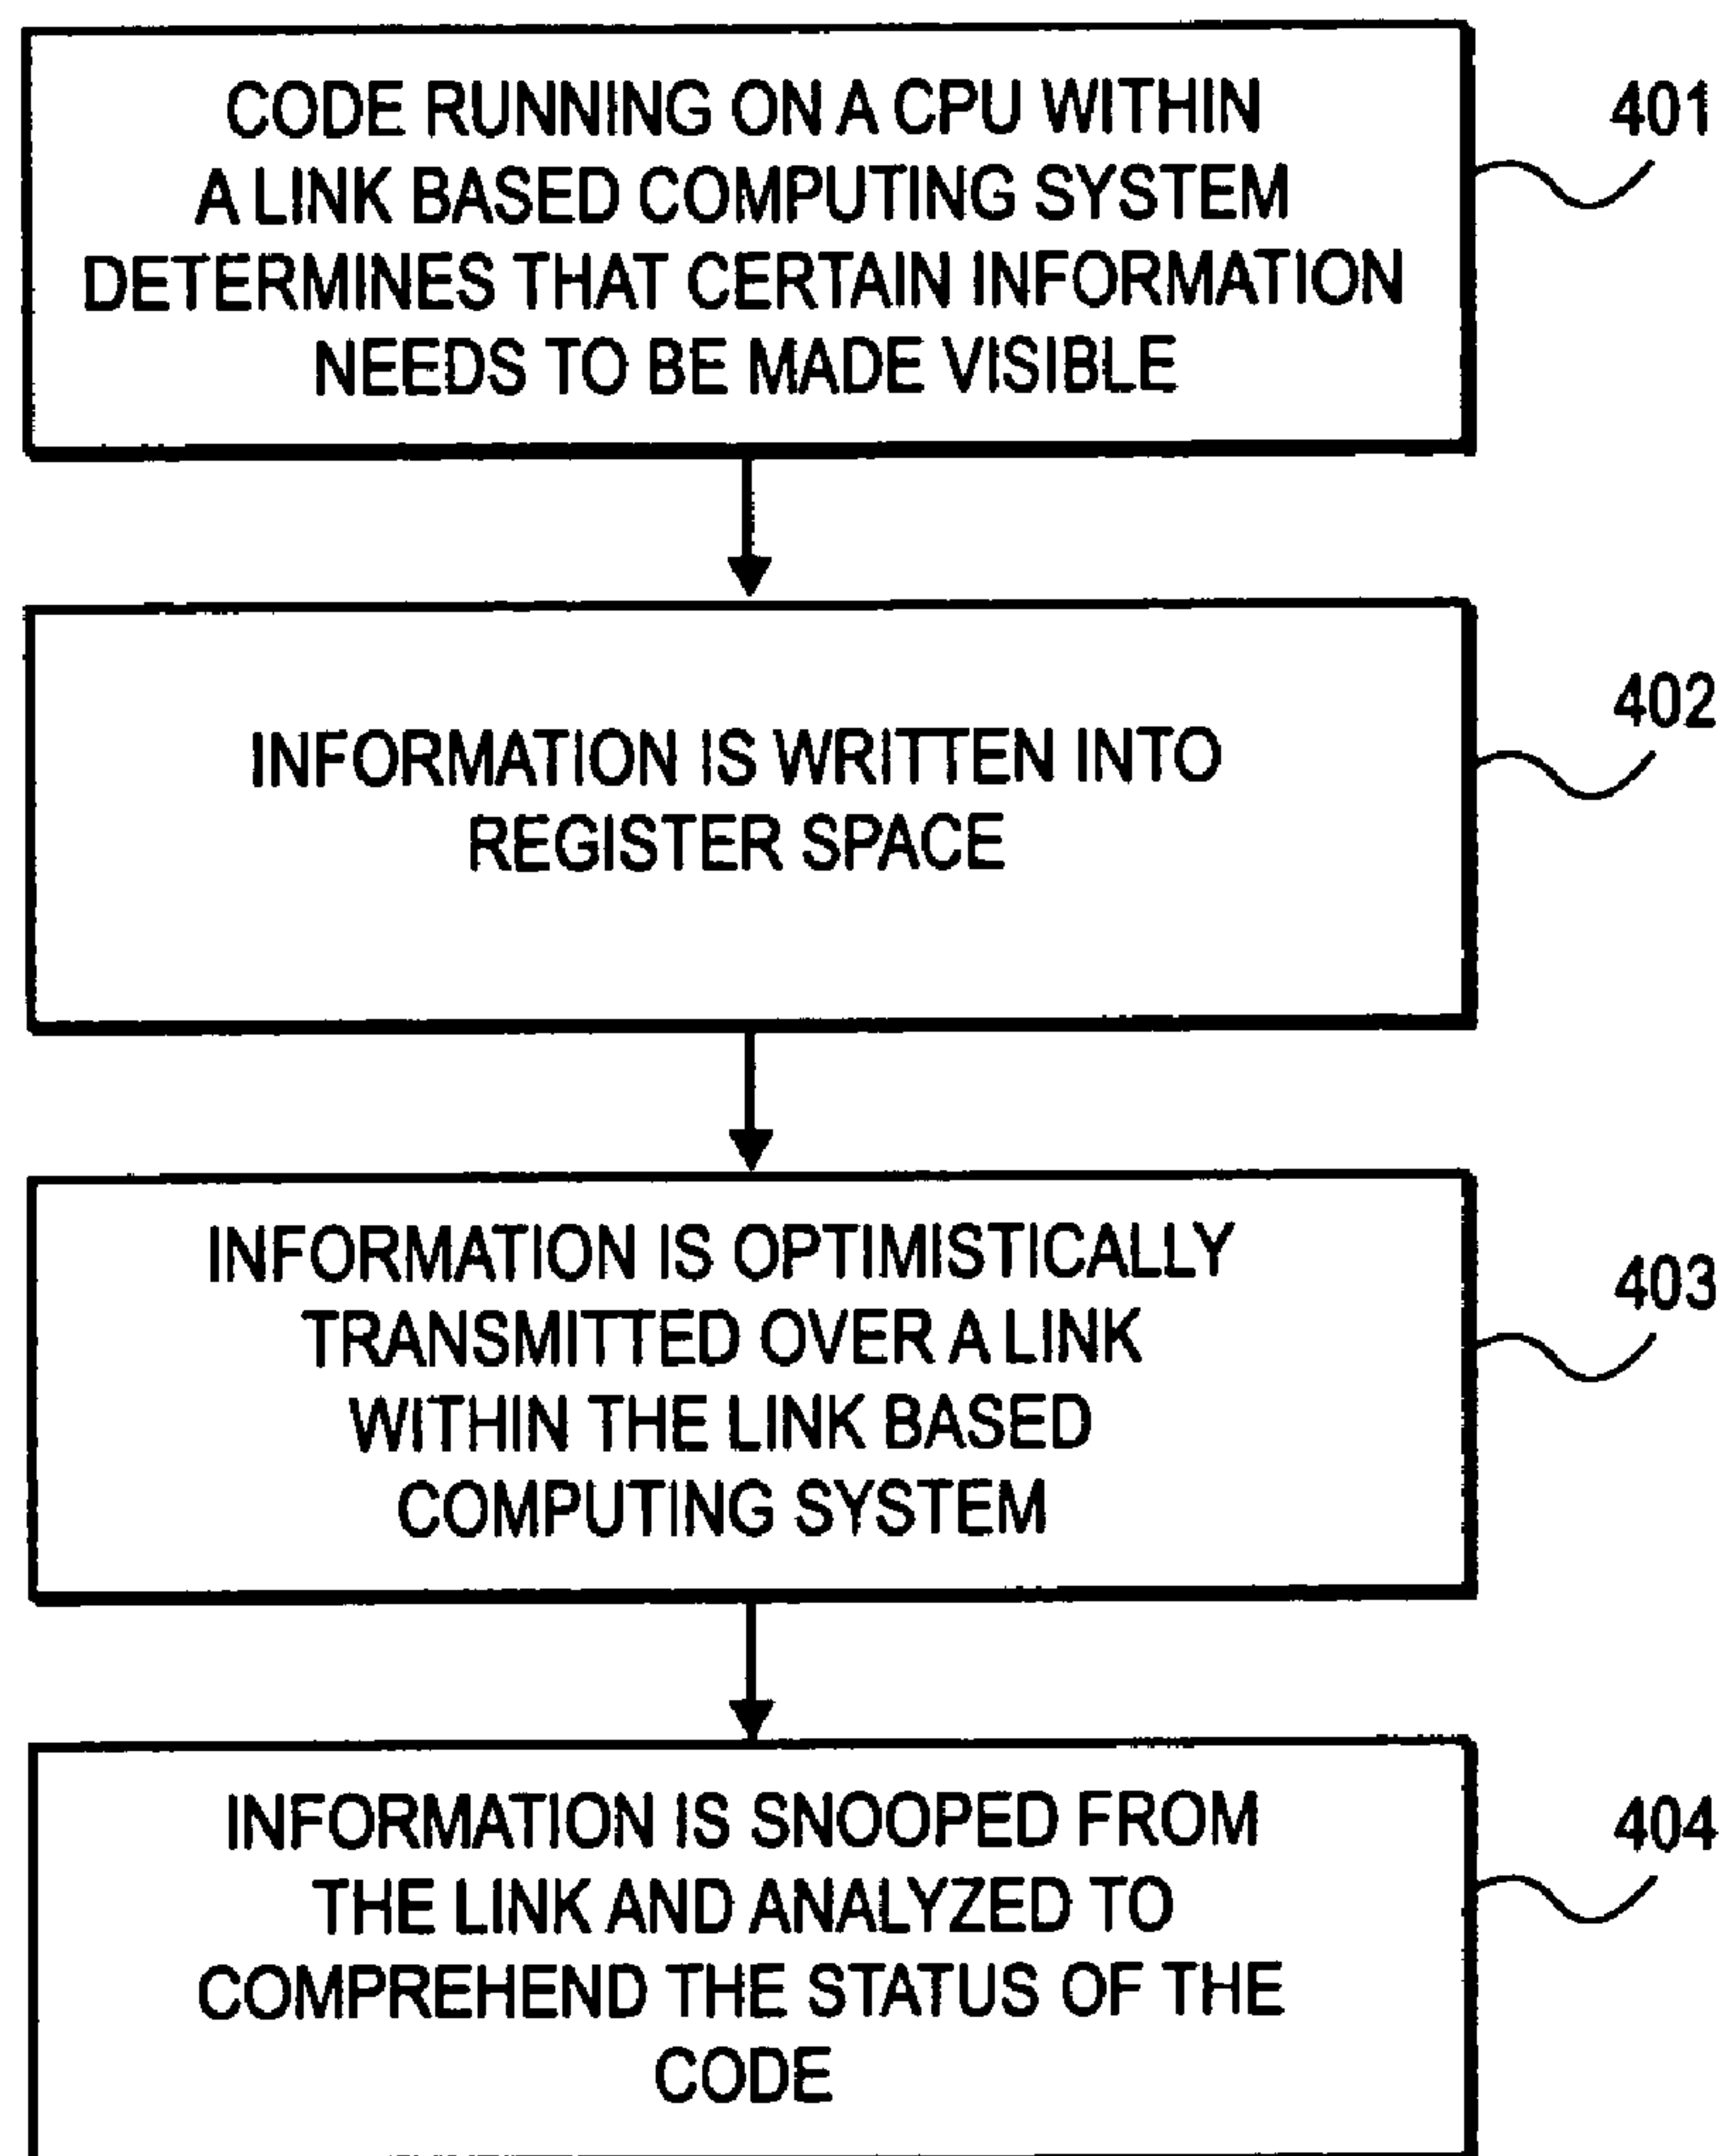 CODE RUNNING ON A CPU WITHIN
A LINK BASED COMPUTING SYSTEM
DETERMINES THAT CERTAIN INFORMATION
NEEDS TO BE MADE VISIBLE
401
INFORMATION IS WRITTEN INTO
REGISTER SPACE
402
INFORMATION IS OPTIMISTICALLY
TRANSMITTED OVER A LINK
WITHIN THE LINK BASED
COMPUTING SYSTEM
403
INFORMATION IS SNOOPED FROM
THE LINK AND ANALYZED TO
COMPREHEND THE STATUS OF THE
CODE
404